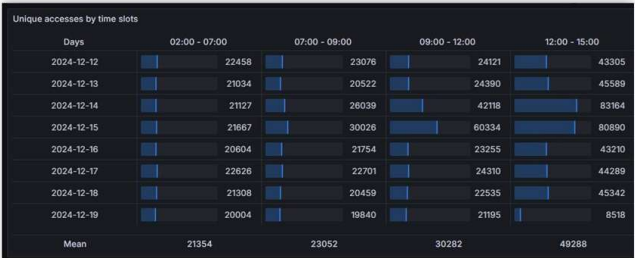 Unique accesses by time slots
Days 02:00 - 07:00 07:00 - 09:00 09:00 - 12:00 12:00 - 15:00
2024-12-12 22458 23076 24121 43305
2024-12-13 21034 20522 24390 45589
2024-12-14 21127 26039 42118 83164
2024-12-15 21667 30026 60334 80890
2024-12-16 20604 21754 23255 43210
2024-12-17 22626 22701 24310 44289
2024-12-18 21308 20459 22535 45342
2024-12-19 20004 19840 21195 8518
Mean 21354 23052 30282 49288